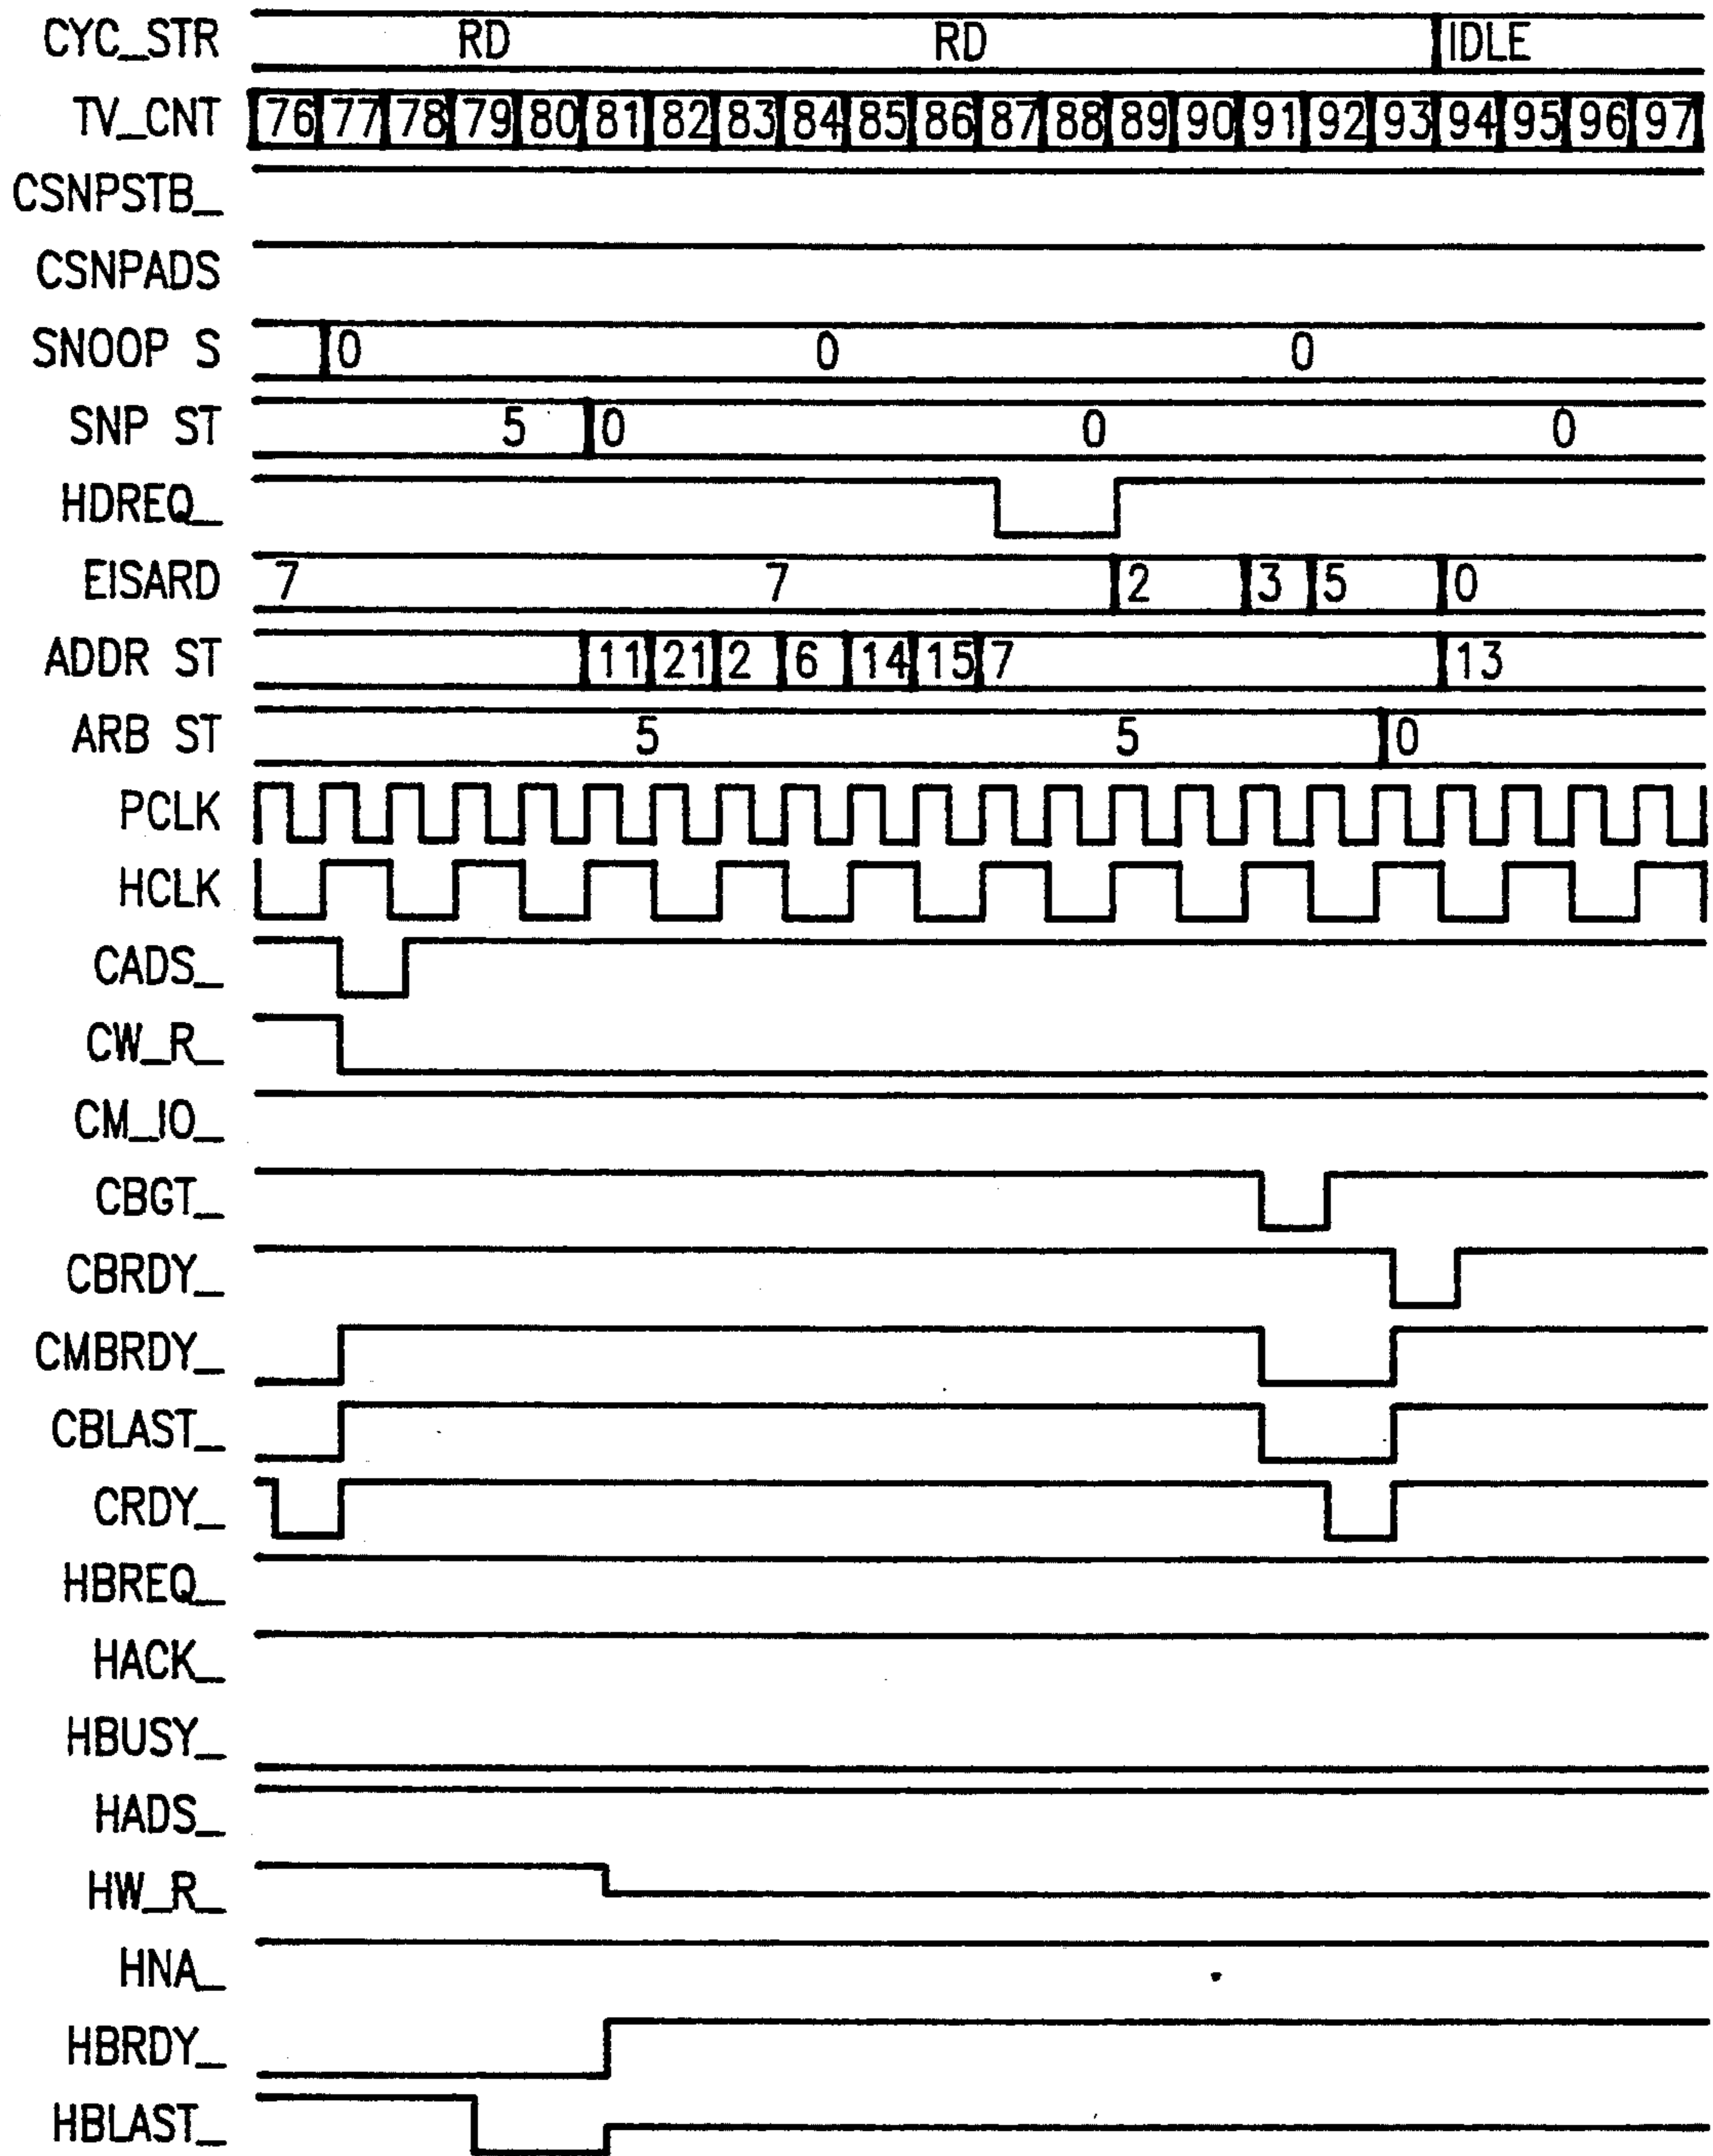 CYC_STR RD RD IDLE
TV_CNT 76 77 78 79 80 81 82 83 84 85 86 87 88 89 90 91 92 93 94 95 96 97
CSNPSTB_
CSNPADS
SNOOP S 0 0 0
SNP ST 5 0 0 0
HDREQ_
EISARD 7 7 2 3 5 0
ADDR ST 11 21 2 6 14 15 7 13
ARB ST 5 5 0
PCLK
HCLK
CADS_
CW_R_
CM_IO_
CBGT_
CBRDY_
CMBRDY_
CBLAST_
CRDY_
HBREQ_
HACK_
HBUSY_
HADS_
HW_R_
HNA_
HBRDY_
HBLAST_